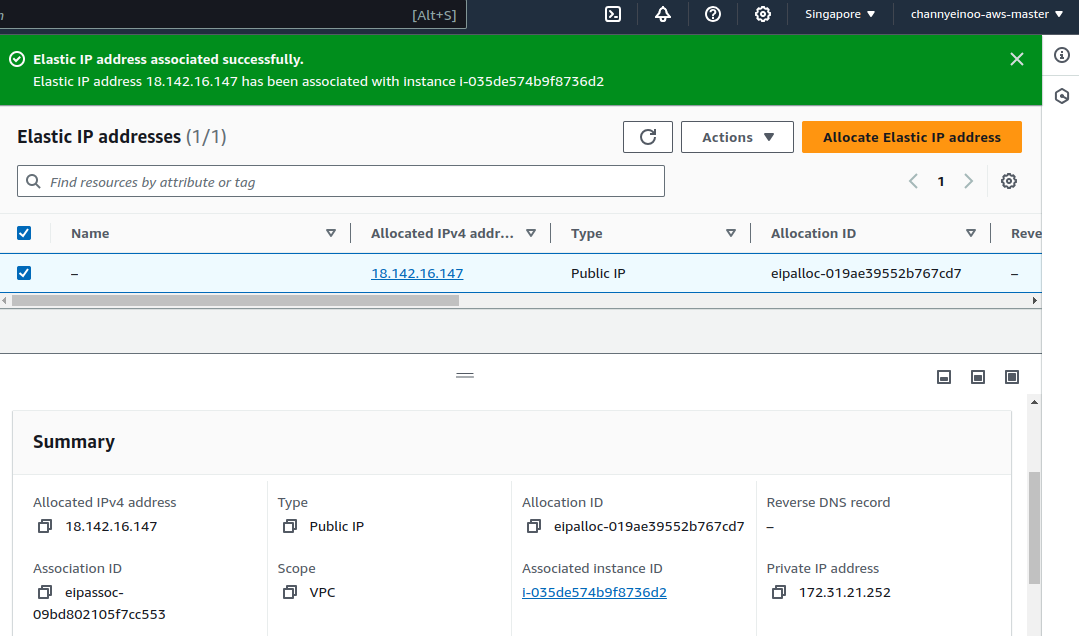 [Alt+S] Singapore channyeinoo-aws-master
Elastic IP address associated successfully.
Elastic IP address 18.142.16.147 has been associated with instance i-035de574b9f8736d2
Elastic IP addresses (1/1) Actions Allocate Elastic IP address
Find resources by attribute or tag 1
Name Allocated IPv4 addr... Type Allocation ID Reve
– 18.142.16.147 Public IP eipalloc-019ae39552b767cd7 –
Summary
Allocated IPv4 address Type Allocation ID Reverse DNS record
18.142.16.147 Public IP eipalloc-019ae39552b767cd7 –
Association ID Scope Associated instance ID Private IP address
eipassoc- VPC i-035de574b9f8736d2 172.31.21.252
09bd802105f7cc553